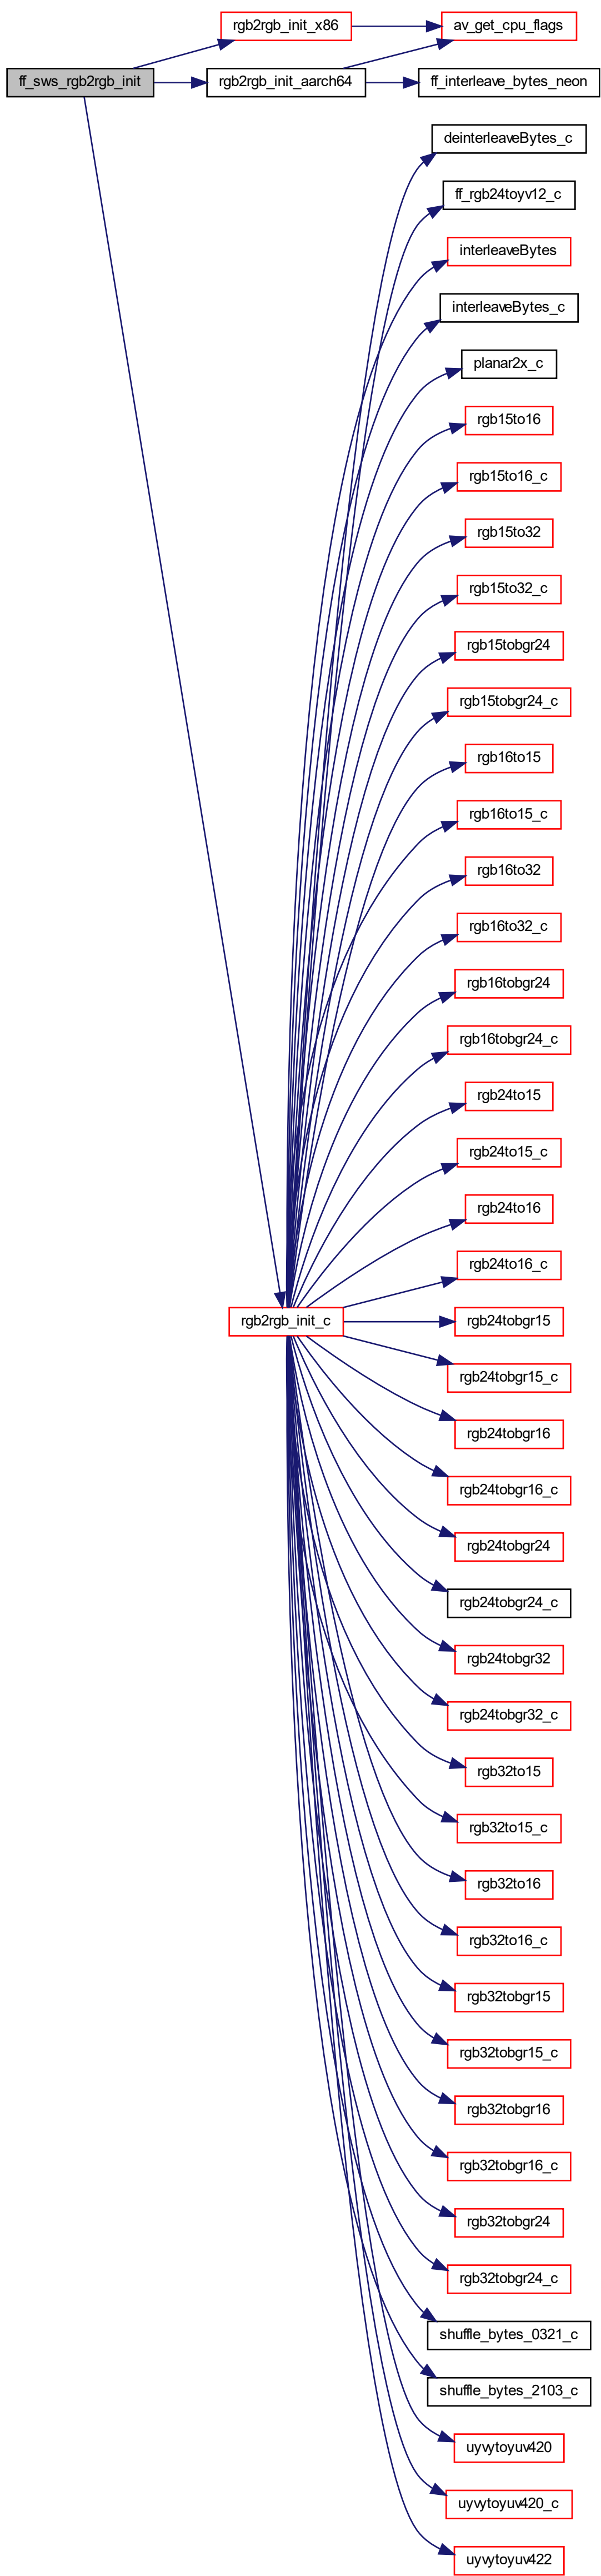 rgb2rgb_init_x86
av_get_cpu_flags
ff_sws_rgb2rgb_init
rgb2rgb_init_aarch64
ff_interleave_bytes_neon
deinterleaveBytes_c
ff_rgb24toyv12_c
interleaveBytes
interleaveBytes_c
planar2x_c
rgb15to16
rgb15to16_c
rgb15to32
rgb15to32_c
rgb15tobgr24
rgb15tobgr24_c
rgb16to15
rgb16to15_c
rgb16to32
rgb16to32_c
rgb16tobgr24
rgb16tobgr24_c
rgb24to15
rgb24to15_c
rgb24to16
rgb24to16_c
rgb2rgb_init_c
rgb24tobgr15
rgb24tobgr15_c
rgb24tobgr16
rgb24tobgr16_c
rgb24tobgr24
rgb24tobgr24_c
rgb24tobgr32
rgb24tobgr32_c
rgb32to15
rgb32to15_c
rgb32to16
rgb32to16_c
rgb32tobgr15
rgb32tobgr15_c
rgb32tobgr16
rgb32tobgr16_c
rgb32tobgr24
rgb32tobgr24_c
shuffle_bytes_0321_c
shuffle_bytes_2103_c
uyvytoyuv420
uyvytoyuv420_c
uyvytoyuv422